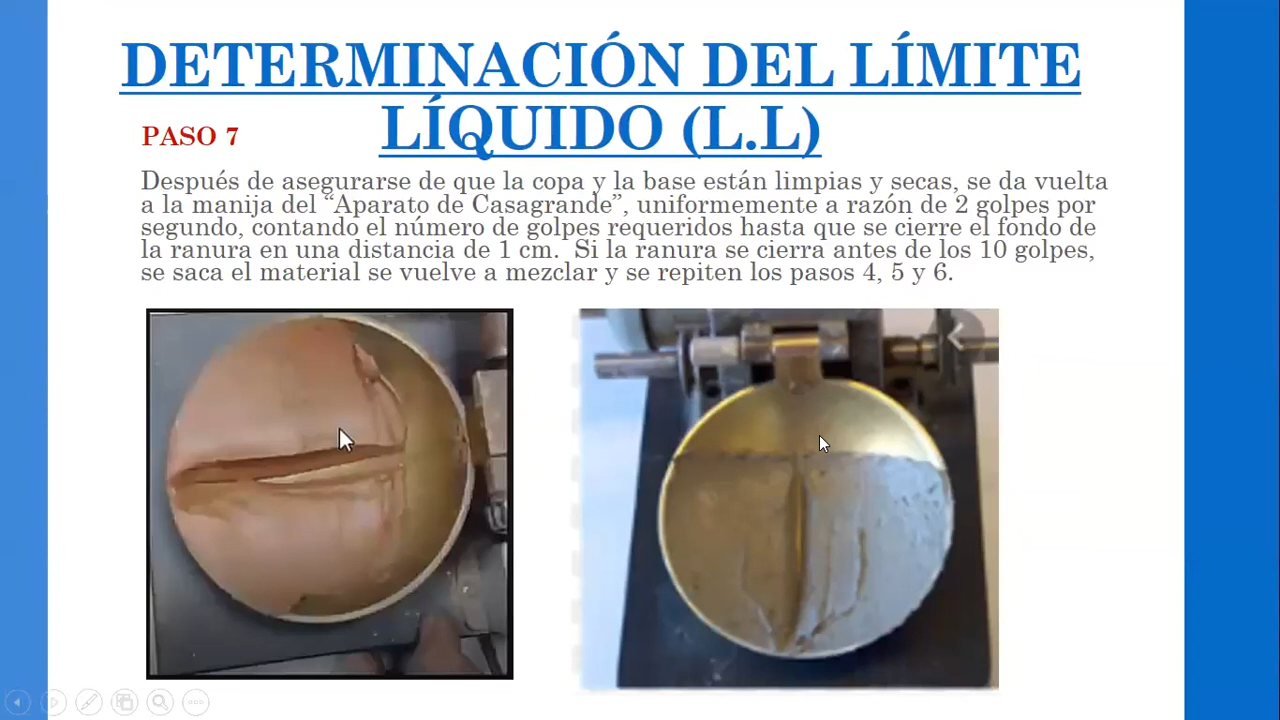 DETERMINACIÓN DEL LÍMITE
LÍQUIDO (L.L)
PASO 7
Después de asegurarse de que la copa y la base están limpias y secas, se da vuelta
a la manija del “Aparato de Casagrande”, uniformemente a razón de 2 golpes por
segundo, contando el número de golpes requeridos hasta que se cierre el fondo de
la ranura en una distancia de 1 cm.  Si la ranura se cierra antes de los 10 golpes,
se saca el material se vuelve a mezclar y se repiten los pasos 4, 5 y 6.